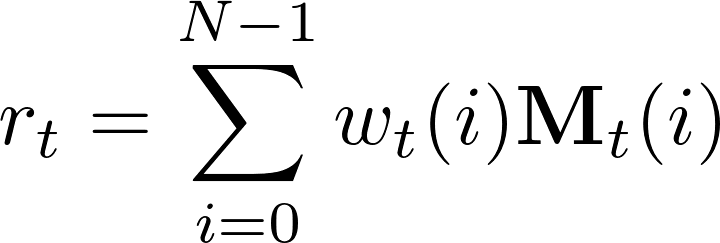 r_t = \sum_{i=0}^{N-1} w_t(i) \mathbf{M}_t(i)